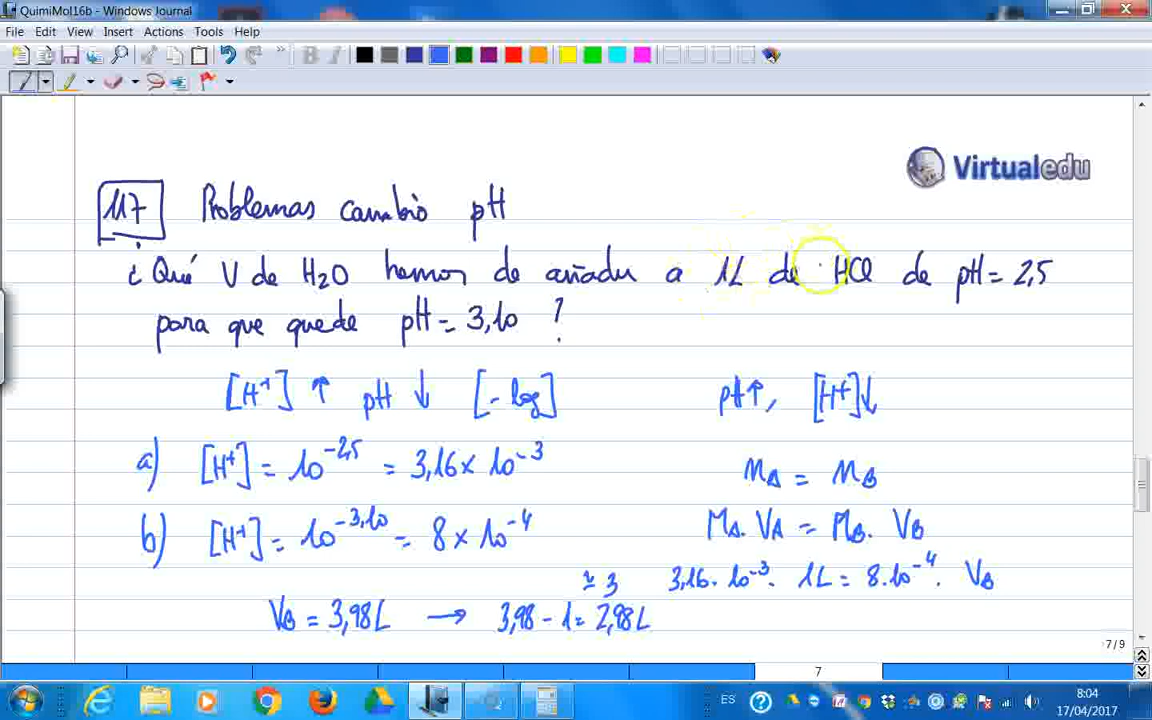 QuimiMol16b - Windows Journal
File Edit View Insert Actions Tools Help
Virtualedu
117 Problemas cambio pH
¿Qué V de H2O hemos de añadir a 1L de HCl de pH = 2,5
para que quede pH = 3,10 ?
[H+] ↑ pH ↓ [-log] pH↑, [H+]↓
a) [H+] = 10^-2,5 = 3,16 x 10^-3
nA = nB
b) [H+] = 10^-3,10 = 8 x 10^-4
MA. VA = MB. VB
3,16. 10^-3. 1L = 8.10^-4. VB
≃ 3
VB = 3,98L → 3,98 - 1 = 2,98L
7/9
7
ES
8:04
17/04/2017